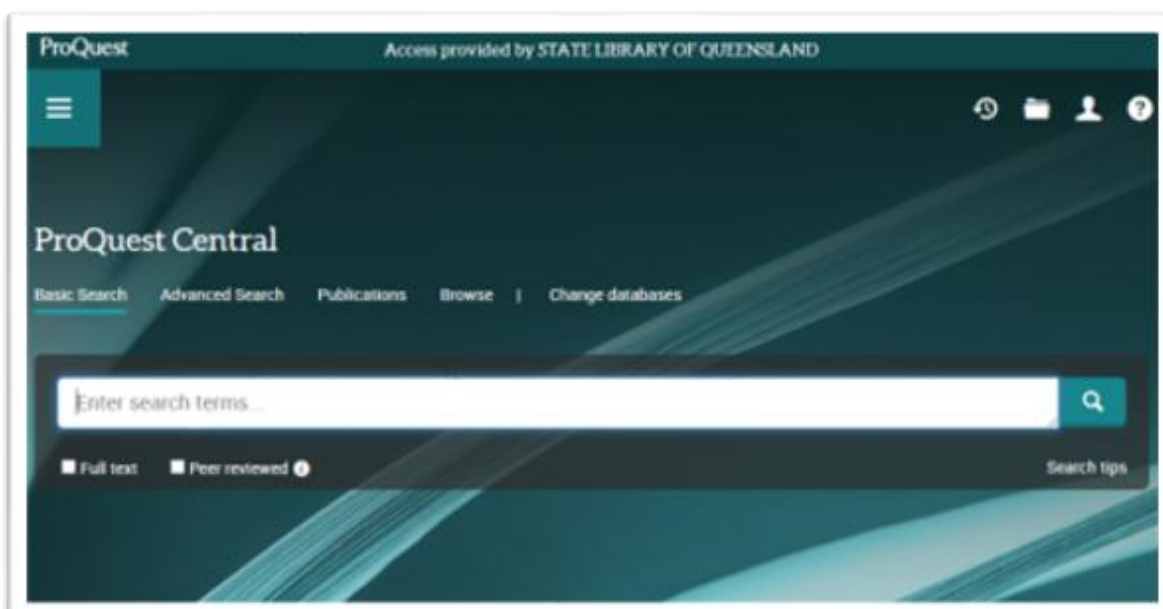 ProQuest Access provided by STATE LIBRARY OF QUEENSLAND
ProQuest Central
Basic Search Advanced Search Publications Browse | Change databases
Enter search terms...
Full text Peer reviewed
Search tips